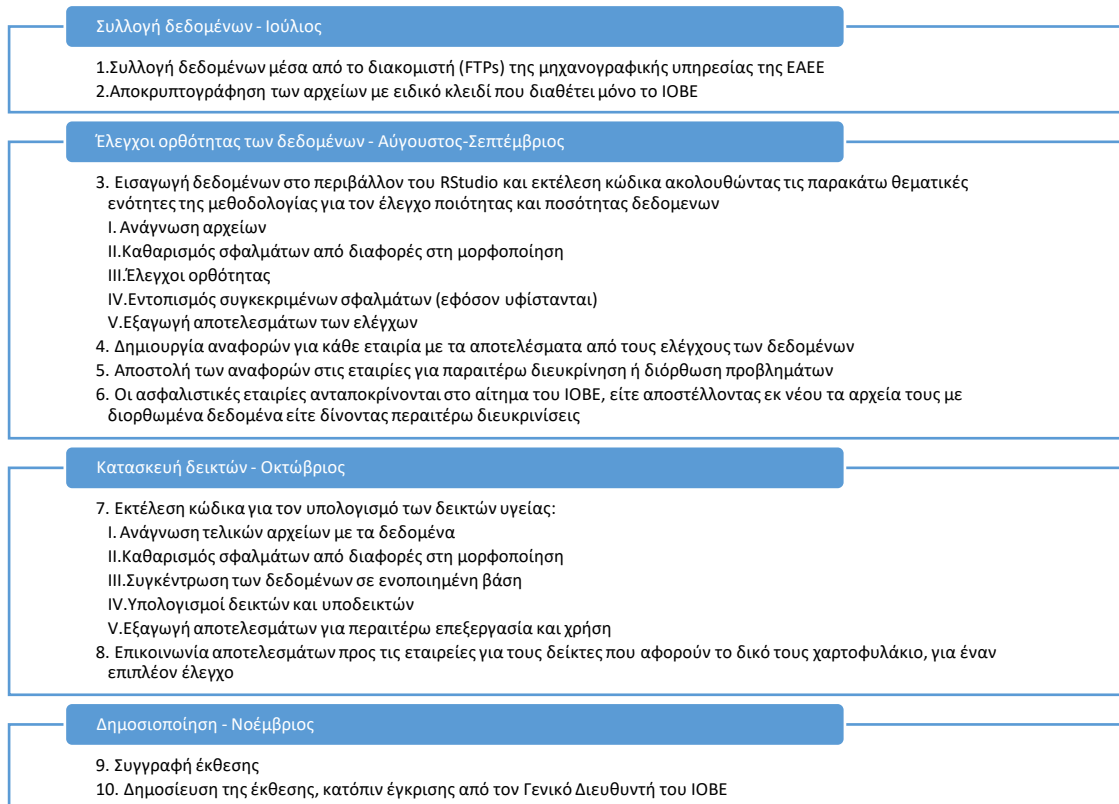 Συλλογή δεδομένων - Ιούλιος
1.Συλλογή δεδομένων μέσα από το διακομιστή (FTPs) της μηχανογραφικής υπηρεσίας της ΕΑΕΕ
2.Αποκρυπτογράφηση των αρχείων με ειδικό κλειδί που διαθέτει μόνο το ΙΟΒΕ
Έλεγχοι ορθότητας των δεδομένων - Αύγουστος-Σεπτέμβριος
3. Εισαγωγή δεδομένων στο περιβάλλον του RStudio και εκτέλεση κώδικα ακολουθώντας τις παρακάτω θεματικές
ενότητες της μεθοδολογίας για τον έλεγχο ποιότητας και ποσότητας δεδομενων
I. Ανάγνωση αρχείων
II.Καθαρισμός σφαλμάτων από διαφορές στη μορφοποίηση
III.Έλεγχοι ορθότητας
IV.Εντοπισμός συγκεκριμένων σφαλμάτων (εφόσον υφίστανται)
V.Εξαγωγή αποτελεσμάτων των ελέγχων
4. Δημιουργία αναφορών για κάθε εταιρία με τα αποτελέσματα από τους ελέγχους των δεδομένων
5. Αποστολή των αναφορών στις εταιρίες για παραιτέρω διευκρίνηση ή διόρθωση προβλημάτων
6. Οι ασφαλιστικές εταιρίες ανταποκρίνονται στο αίτημα του ΙΟΒΕ, είτε αποστέλλοντας εκ νέου τα αρχεία τους με
διορθωμένα δεδομένα είτε δίνοντας περαιτέρω διευκρινίσεις
Κατασκευή δεικτών - Οκτώβριος
7. Εκτέλεση κώδικα για τον υπολογισμό των δεικτών υγείας:
I. Ανάγνωση τελικών αρχείων με τα δεδομένα
II.Καθαρισμός σφαλμάτων από διαφορές στη μορφοποίηση
III.Συγκέντρωση των δεδομένων σε ενοποιημένη βάση
IV.Υπολογισμοί δεικτών και υποδεικτών
V.Εξαγωγή αποτελεσμάτων για περαιτέρω επεξεργασία και χρήση
8. Επικοινωνία αποτελεσμάτων προς τις εταιρείες για τους δείκτες που αφορούν το δικό τους χαρτοφυλάκιο, για έναν
επιπλέον έλεγχο
Δημοσιοποίηση - Νοέμβριος
9. Συγγραφή έκθεσης
10. Δημοσίευση της έκθεσης, κατόπιν έγκρισης από τον Γενικό Διευθυντή του ΙΟΒΕ